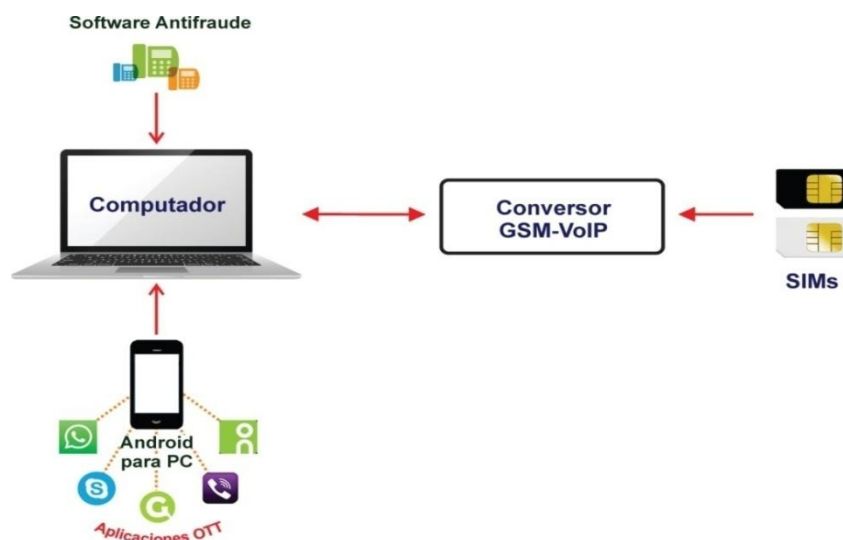 Software Antifraude
Computador
Conversor
GSM-VoIP
SIMs
Android
para PC
Aplicaciones OTT